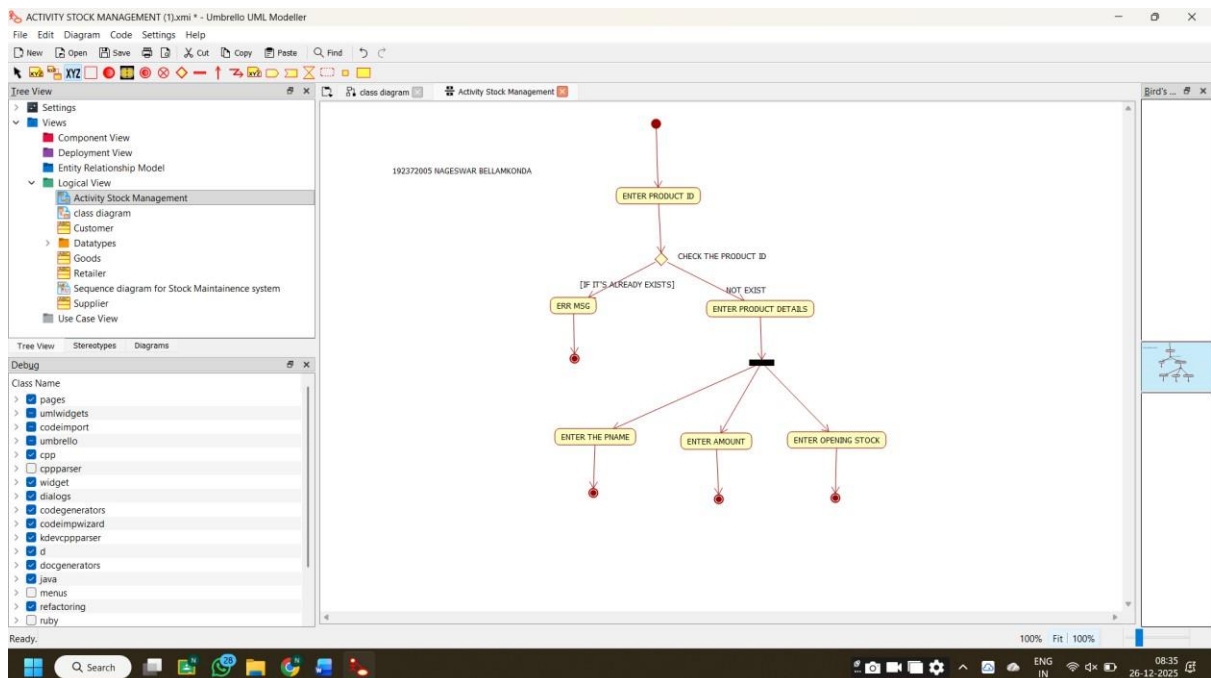 ACTIVITY STOCK MANAGEMENT (1).xmi * - Umbrello UML Modeller
File Edit Diagram Code Settings Help
New Open Save Cut Copy Paste Find
XYZ
Tree View
class diagram Activity Stock Management
Bird's ...
Settings
Views
Component View
Deployment View
Entity Relationship Model
Logical View
Activity Stock Management
class diagram
Customer
Datatypes
Goods
Retailer
Sequence diagram for Stock Maintainence system
Supplier
Use Case View
Tree View Stereotypes Diagrams
Debug
Class Name
pages
umlwidgets
codeimport
umbrello
cpp
cppparser
widget
dialogs
codegenerators
codeimpwizard
kdevcppparser
d
docgenerators
java
menus
refactoring
ruby
192372005 NAGESWAR BELLAMKONDA
ENTER PRODUCT ID
CHECK THE PRODUCT ID
[IF IT'S ALREADY EXISTS]
NOT EXIST
ERR MSG
ENTER PRODUCT DETAILS
ENTER THE PNAME
ENTER AMOUNT
ENTER OPENING STOCK
Ready.
100% Fit 100%
Search
28
ENG
IN
08:35
26-12-2025